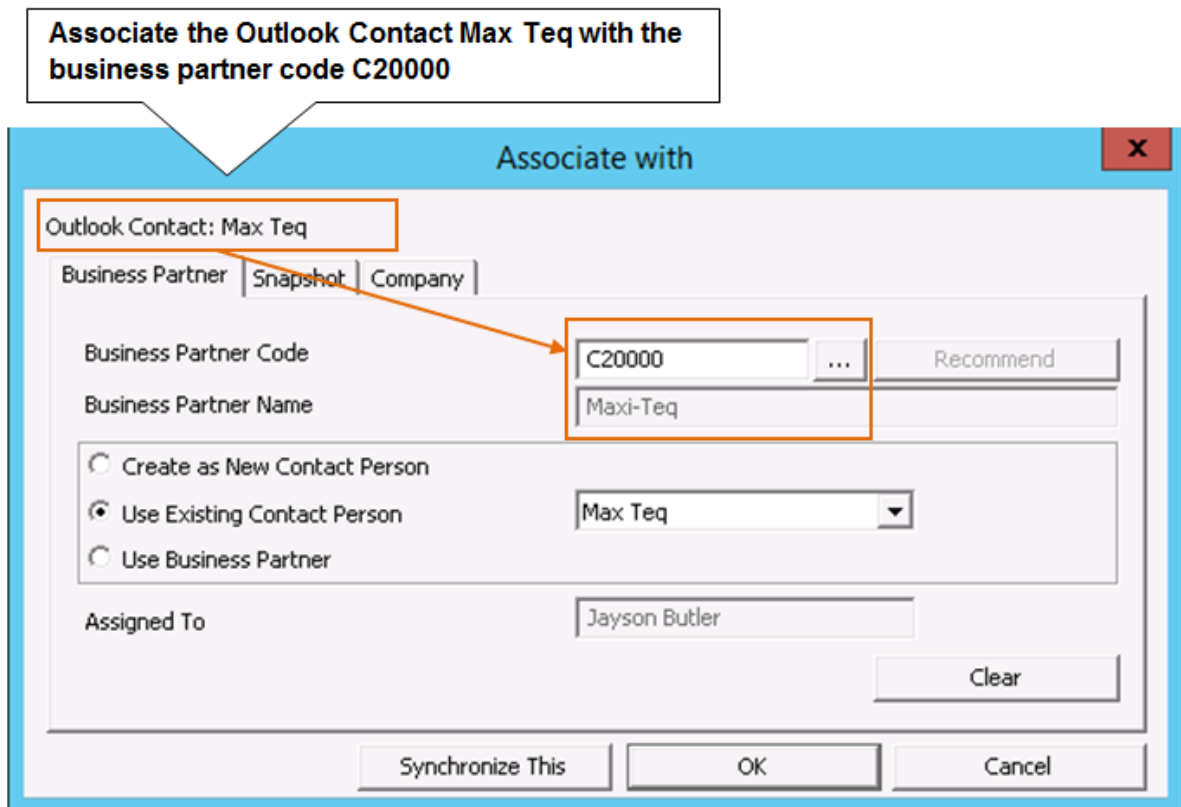 Associate the Outlook Contact Max Teq with the
business partner code C20000
Associate with
x
Outlook Contact: Max Teq
Business Partner Snapshot Company
Business Partner Code C20000 ... Recommend
Business Partner Name Maxi-Teq
Create as New Contact Person
Use Existing Contact Person Max Teq
Use Business Partner
Assigned To Jayson Butler
Clear
Synchronize This OK Cancel